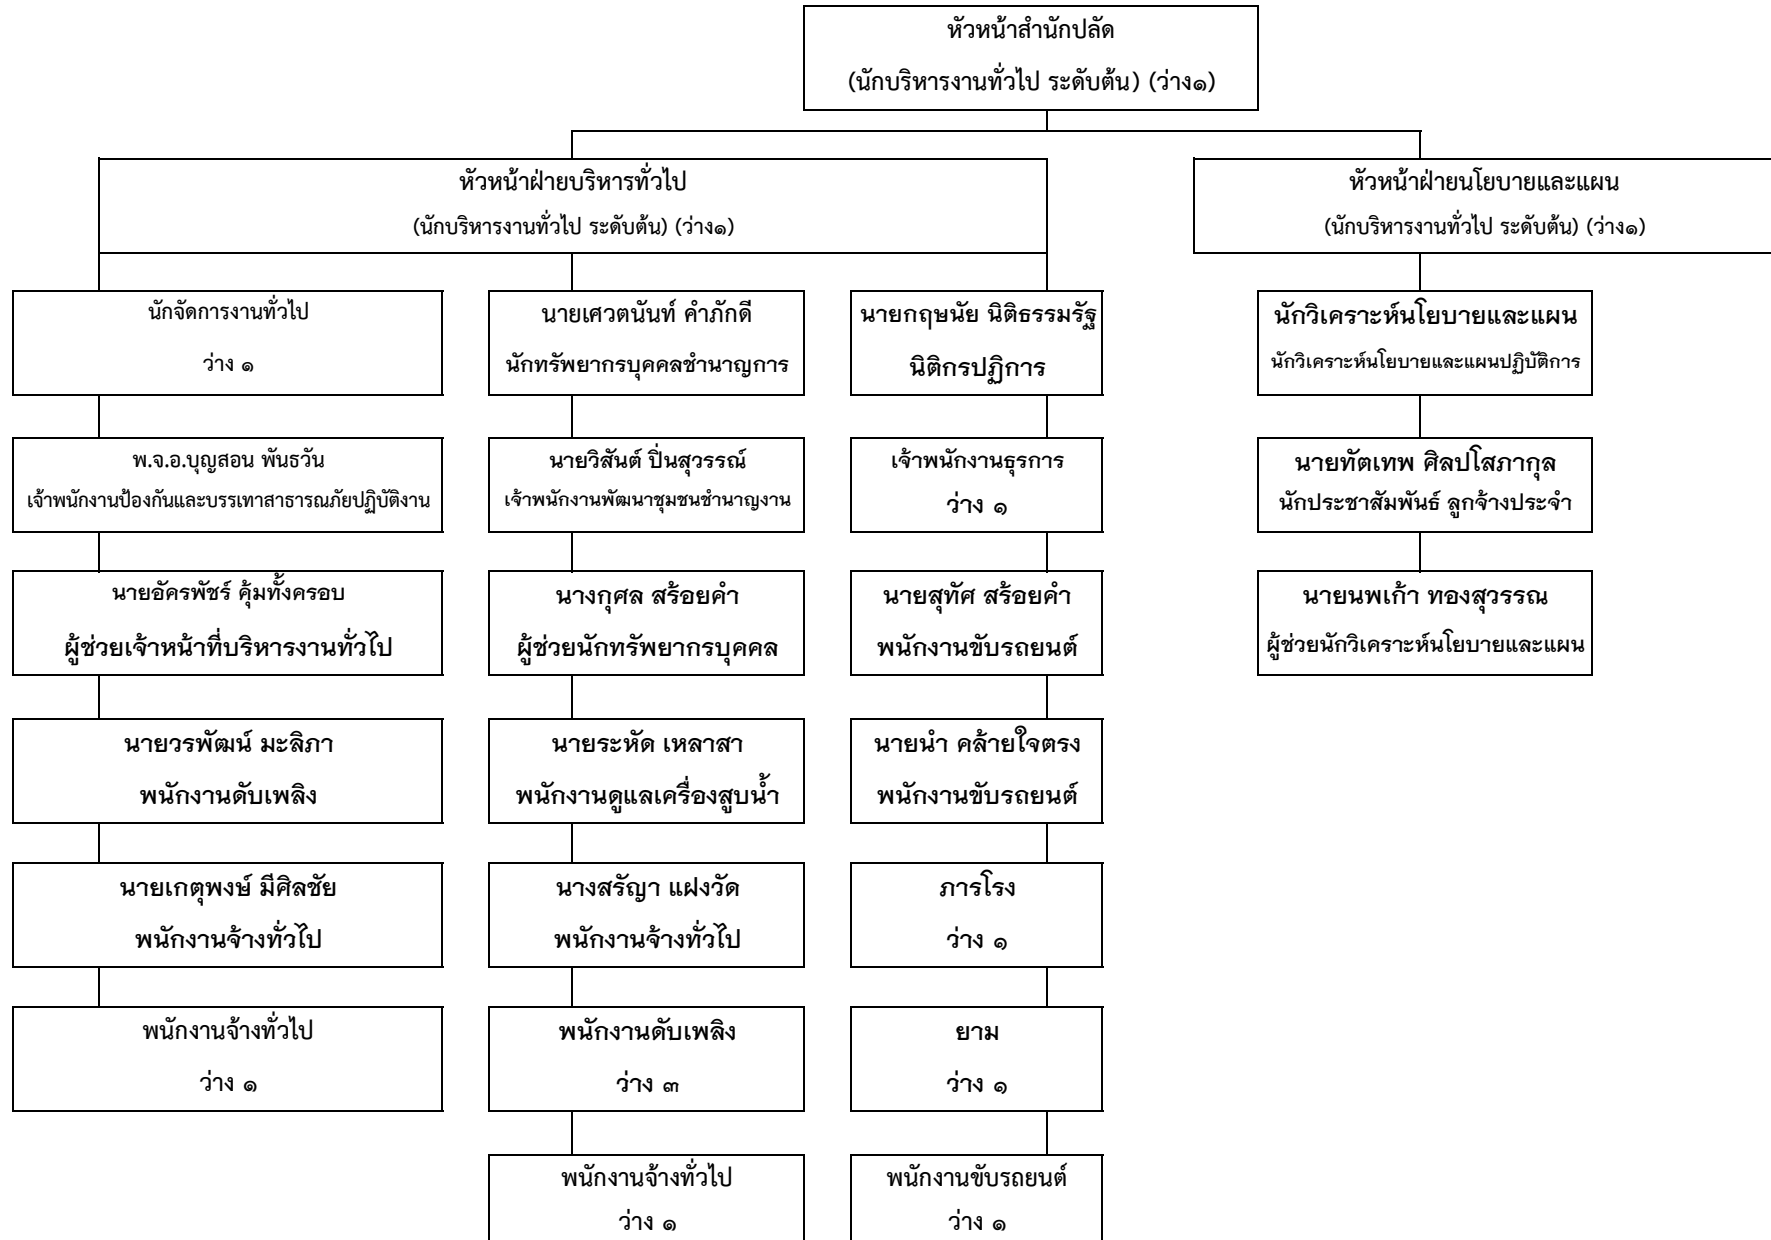 หัวหน้าสำนักปลัด
(นักบริหารงานทั่วไป ระดับต้น) (ว่าง๑)
หัวหน้าฝ่ายบริหารทั่วไป
(นักบริหารงานทั่วไป ระดับต้น) (ว่าง๑)
หัวหน้าฝ่ายนโยบายและแผน
(นักบริหารงานทั่วไป ระดับต้น) (ว่าง๑)
นักจัดการงานทั่วไป
ว่าง ๑
นายเศวตนันท์ คำภักดี
นักทรัพยากรบุคคลชำนาญการ
นายกฤษนัย นิติธรรมรัฐ
นิติกรปฏิการ
นักวิเคราะห์นโยบายและแผน
นักวิเคราะห์นโยบายและแผนปฏิบัติการ
พ.จ.อ.บุญสอน พันธวัน
เจ้าพนักงานป้องกันและบรรเทาสาธารณภัยปฏิบัติงาน
นายวิสันต์ ปิ่นสุวรรณ์
เจ้าพนักงานพัฒนาชุมชนชำนาญงาน
เจ้าพนักงานธุรการ
ว่าง ๑
นายทัตเทพ ศิลปโสภากุล
นักประชาสัมพันธ์ ลูกจ้างประจำ
นายอัครพัชร์ คุ้มทั้งครอบ
ผู้ช่วยเจ้าหน้าที่บริหารงานทั่วไป
นางกุศล สร้อยคำ
ผู้ช่วยนักทรัพยากรบุคคล
นายสุทัศ สร้อยคำ
พนักงานขับรถยนต์
นายนพเก้า ทองสุวรรณ
ผู้ช่วยนักวิเคราะห์นโยบายและแผน
นายวรพัฒน์ มะลิภา
พนักงานดับเพลิง
นายระหัด เหลาสา
พนักงานดูแลเครื่องสูบน้ำ
นายนำ คล้ายใจตรง
พนักงานขับรถยนต์
นายเกตุพงษ์ มีศิลชัย
พนักงานจ้างทั่วไป
นางสรัญา แฝงวัด
พนักงานจ้างทั่วไป
ภารโรง
ว่าง ๑
พนักงานจ้างทั่วไป
ว่าง ๑
พนักงานดับเพลิง
ว่าง ๓
ยาม
ว่าง ๑
พนักงานจ้างทั่วไป
ว่าง ๑
พนักงานขับรถยนต์
ว่าง ๑